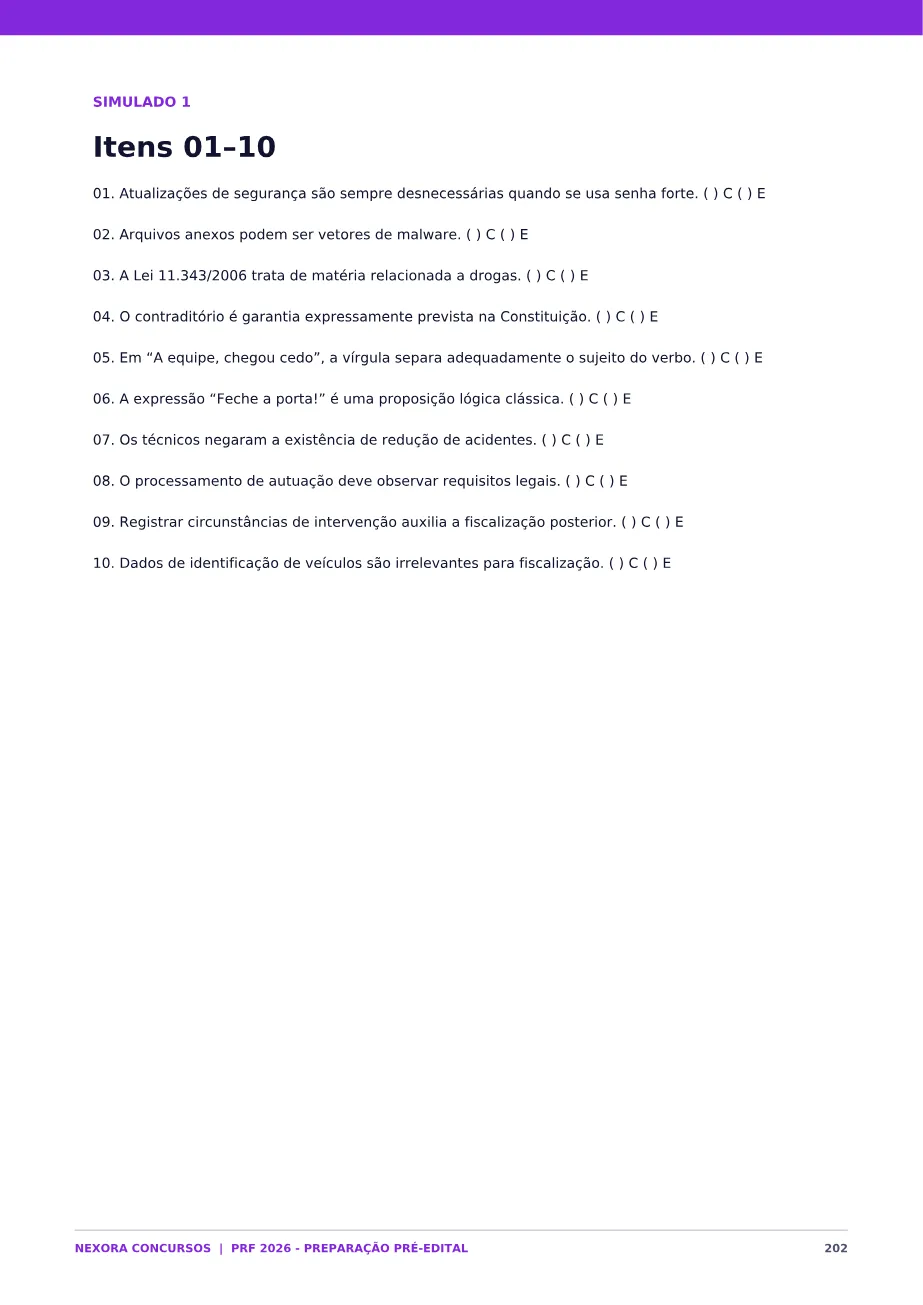 SIMULADO 1
Itens 01–10
01. Atualizações de segurança são sempre desnecessárias quando se usa senha forte. ( ) C ( ) E
02. Arquivos anexos podem ser vetores de malware. ( ) C ( ) E
03. A Lei 11.343/2006 trata de matéria relacionada a drogas. ( ) C ( ) E
04. O contraditório é garantia expressamente prevista na Constituição. ( ) C ( ) E
05. Em “A equipe, chegou cedo”, a vírgula separa adequadamente o sujeito do verbo. ( ) C ( ) E
06. A expressão “Feche a porta!” é uma proposição lógica clássica. ( ) C ( ) E
07. Os técnicos negaram a existência de redução de acidentes. ( ) C ( ) E
08. O processamento de autuação deve observar requisitos legais. ( ) C ( ) E
09. Registrar circunstâncias de intervenção auxilia a fiscalização posterior. ( ) C ( ) E
10. Dados de identificação de veículos são irrelevantes para fiscalização. ( ) C ( ) E
NEXORA CONCURSOS | PRF 2026 - PREPARAÇÃO PRÉ-EDITAL 202